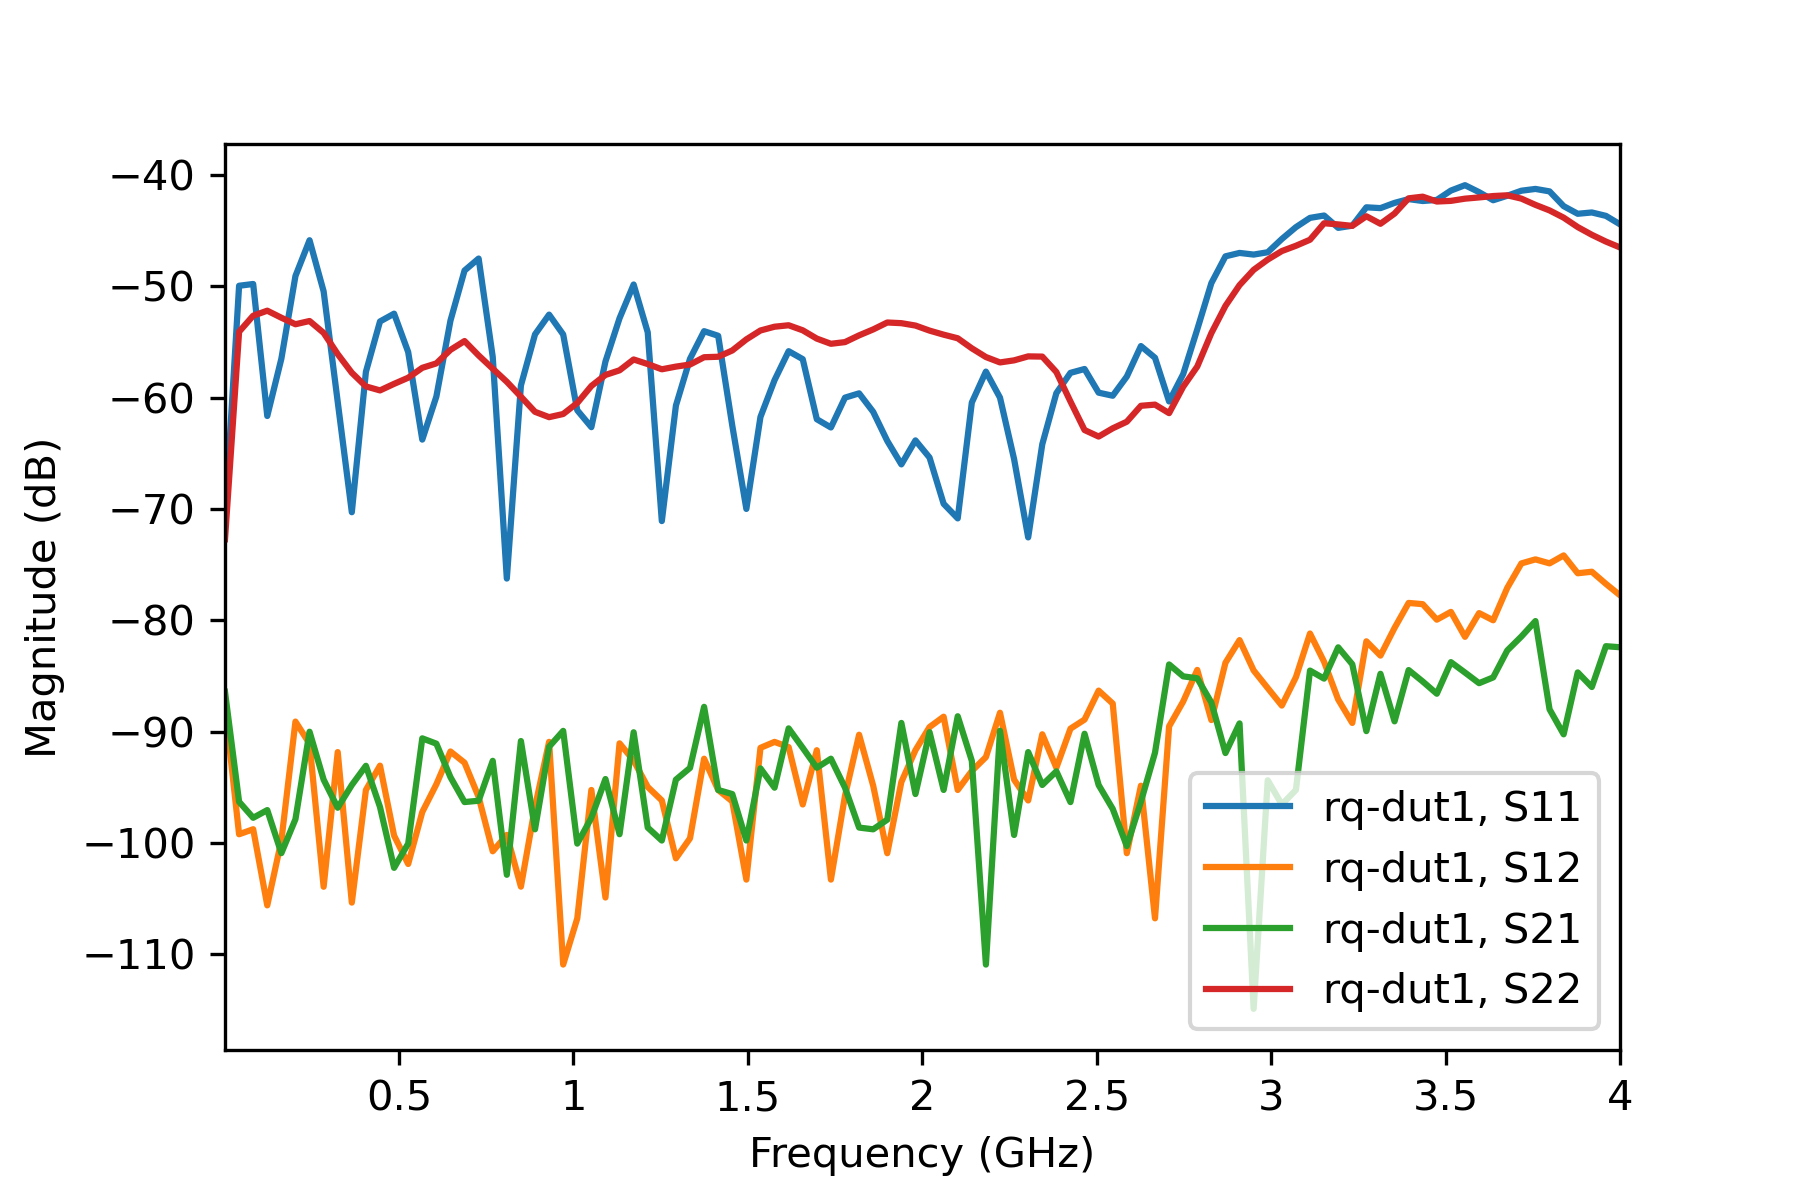 Magnitude (dB)
−40
−50
−60
−70
−80
−90
−100
−110
rq-dut1, S11
rq-dut1, S12
rq-dut1, S21
rq-dut1, S22
0.5 1 1.5 2 2.5 3 3.5 4
Frequency (GHz)